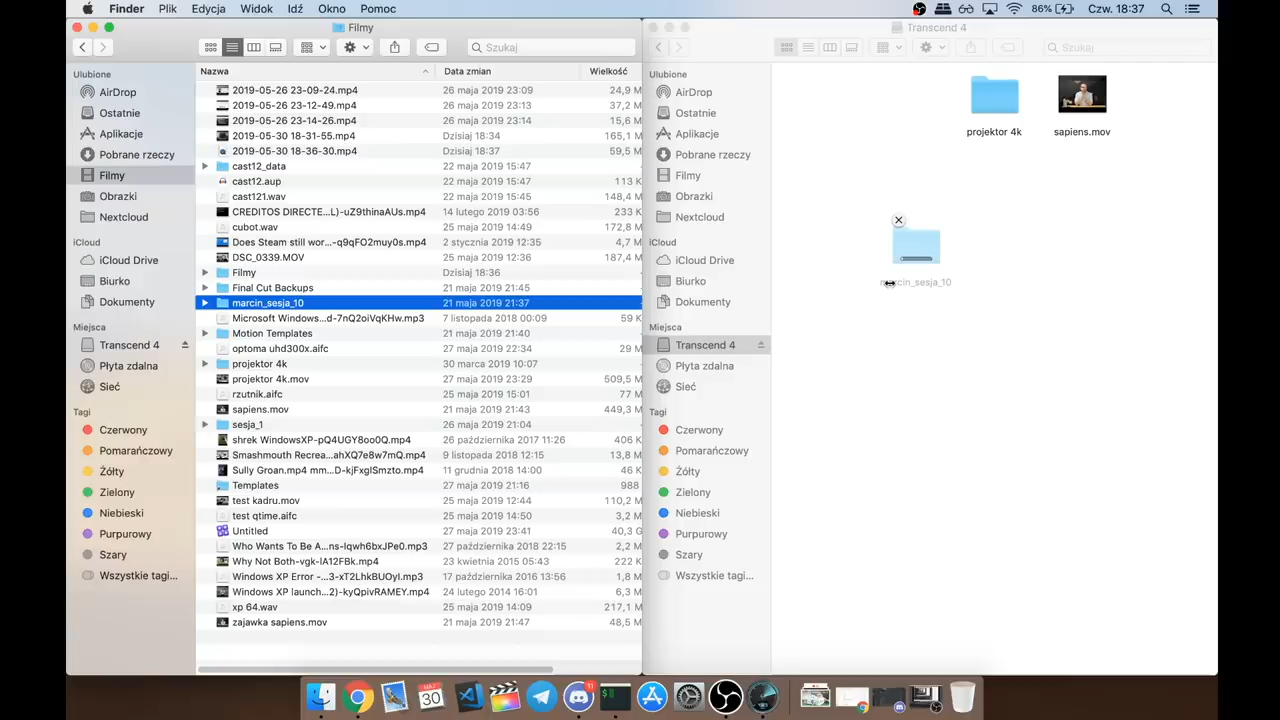 Finder Plik Edycja Widok Idź Okno Pomoc 86% Czw. 18:37
Filmy
Szukaj
Ulubione
AirDrop
Ostatnie
Aplikacje
Pobrane rzeczy
Filmy
Obrazki
Nextcloud
iCloud
iCloud Drive
Biurko
Dokumenty
Miejsca
Transcend 4
Płyta zdalna
Sieć
Tagi
Czerwony
Pomarańczowy
Żółty
Zielony
Niebieski
Purpurowy
Szary
Wszystkie tagi...
Nazwa Data zmian Wielkość
2019-05-26 23-09-24.mp4 26 maja 2019 23:09 24,9 M
2019-05-26 23-12-49.mp4 26 maja 2019 23:13 37,2 M
2019-05-26 23-14-26.mp4 26 maja 2019 23:14 15,6 M
2019-05-30 18-31-55.mp4 Dzisiaj 18:34 165,1 M
2019-05-30 18-36-30.mp4 Dzisiaj 18:37 59,5 M
cast12_data 22 maja 2019 15:47
cast12.aup 22 maja 2019 15:47 113 K
cast121.wav 22 maja 2019 15:45 148,4 M
CREDITOS DIRECTE...L)-uZ9thinaAUs.mp4 14 lutego 2019 03:56 233 K
cubot.wav 25 maja 2019 14:49 172,8 M
Does Steam still wor...-q9qFO2muy0s.mp4 2 stycznia 2019 12:35 4,7 M
DSC_0339.MOV 25 maja 2019 12:36 187,4 M
Filmy Dzisiaj 18:36
Final Cut Backups 21 maja 2019 21:45
marcin_sesja_10 21 maja 2019 21:37
Microsoft Windows...d-7nQ2oiVqKHw.mp3 7 listopada 2018 00:09 59 K
Motion Templates 21 maja 2019 21:40
optoma uhd300x.aifc 27 maja 2019 22:34 29 M
projektor 4k 30 marca 2019 10:07
projektor 4k.mov 27 maja 2019 23:29 509,5 M
rzutnik.aifc 25 maja 2019 15:01 77 M
sapiens.mov 21 maja 2019 21:43 449,3 M
sesja_1 26 maja 2019 21:04
shrek WindowsXP-pQ4UGY8oo0Q.mp4 26 października 2017 11:26 406 K
Smashmouth Recrea...ahXQ7e8w7mQ.mp4 9 listopada 2018 12:15 13,8 M
Sully Groan.mp4 mm...D-kjFxgISmzto.mp4 11 grudnia 2018 14:00 46 K
Templates 27 maja 2019 21:16 988
test kadru.mov 25 maja 2019 12:44 110,2 M
test qtime.aifc 25 maja 2019 14:50 3,2 M
Untitled 27 maja 2019 23:41 40,3 G
Who Wants To Be A...ns-lqwh6bxJPe0.mp4 27 października 2018 22:15 2,2 M
Why Not Both-vgk-lA12FBk.mp4 23 kwietnia 2015 05:43 222 K
Windows XP Error -...3-xT2LhkBUOyI.mp3 16 października 2016 13:56 1,8 M
Windows XP launch...2)-kyQpivRAMEY.mp4 24 lutego 2014 16:01 6,3 M
xp 64.wav 25 maja 2019 14:09 217,1 M
zajawka sapiens.mov 21 maja 2019 21:47 48,5 M
Transcend 4
Szukaj
Ulubione
AirDrop
Ostatnie
Aplikacje
Pobrane rzeczy
Filmy
Obrazki
Nextcloud
iCloud
iCloud Drive
Biurko
Dokumenty
Miejsca
Transcend 4
Płyta zdalna
Sieć
Tagi
Czerwony
Pomarańczowy
Żółty
Zielony
Niebieski
Purpurowy
Szary
Wszystkie tagi...
projektor 4k sapiens.mov
marcin_sesja_10
MAJ
30
11